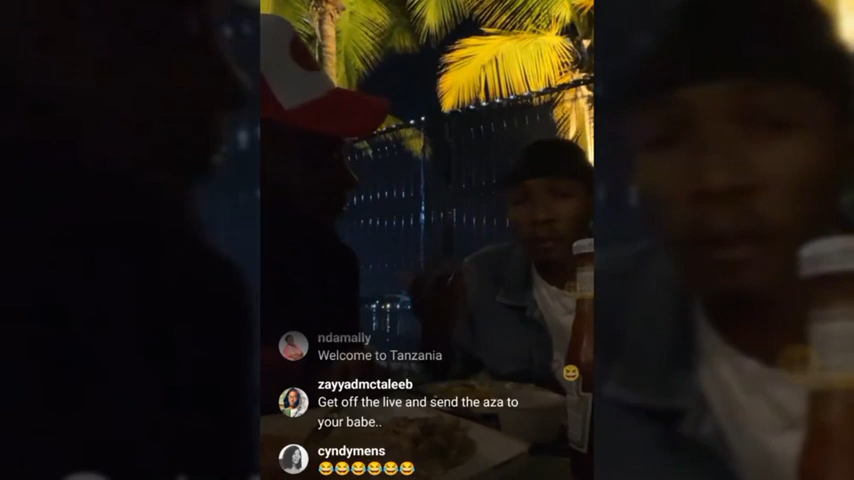 ndamally
Welcome to Tanzania
zayyadmctaleeb
Get off the live and send the aza to
your babe..
cyndymens
😂😂😂😂😂😂